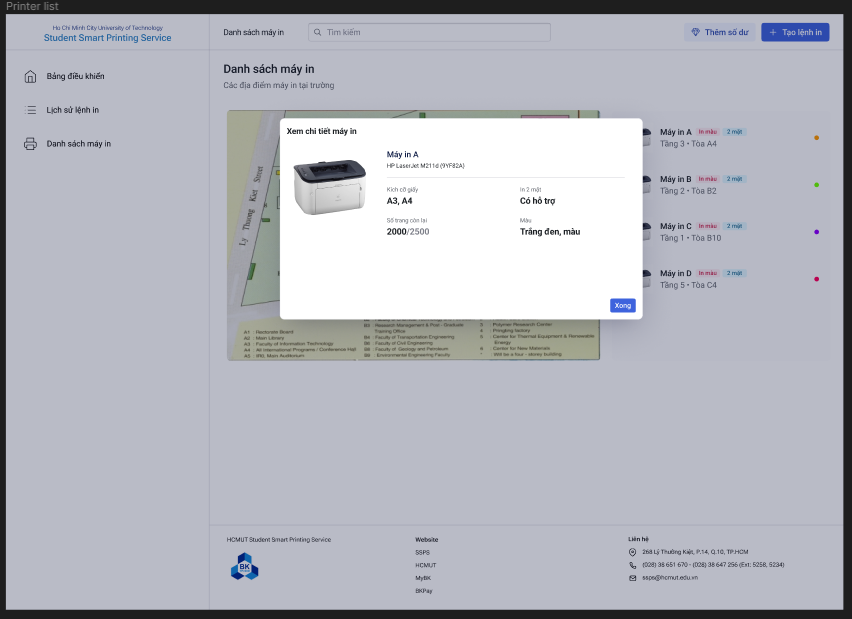 Printer list
Ho Chi Minh City University of Technology
Student Smart Printing Service
Danh sách máy in
Tìm kiếm
Thêm số dư
Tạo lệnh in
Bảng điều khiển
Lịch sử lệnh in
Danh sách máy in
Danh sách máy in
Các địa điểm máy in tại trường
Ly Thuong Kiet Street
Xem chi tiết máy in
Máy in A
HP LaserJet M211d (9YF82A)
Kích cỡ giấy
A3, A4
In 2 mặt
Có hỗ trợ
Số trang còn lại
2000/2500
Màu
Trắng đen, màu
Xong
Máy in A In màu 2 mặt
Tầng 3 • Tòa A4
Máy in B In màu 2 mặt
Tầng 2 • Tòa B2
Máy in C In màu 2 mặt
Tầng 1 • Tòa B10
Máy in D In màu 2 mặt
Tầng 5 • Tòa C4
A1 : Rectorate Board
A2 : Main Library
A3 : Faculty of Information Technology
A4 : All International Programs / Conference Hall
A5 : Main Auditorium
B3 : Research Management & Post - Graduate
Training Office
B4 : Faculty of Transportation Engineering
B6 : Faculty of Civil Engineering
B8 : Faculty of Geology and Petroleum
B9 : Environmental Engineering Faculty
3 : Polymer Research Center
4 : Pringting factory
5 : Center for Thermal Equipment & Renewable
Energy
6 : Center for New Materials
* : Will be a four - storey building
HCMUT Student Smart Printing Service
BK
Website
SSPS
HCMUT
MyBK
BKPay
Liên hệ
268 Lý Thường Kiệt, P.14, Q.10, TP.HCM
(028) 38 651 670 - (028) 38 647 256 (Ext: 5258, 5234)
ssps@hcmut.edu.vn